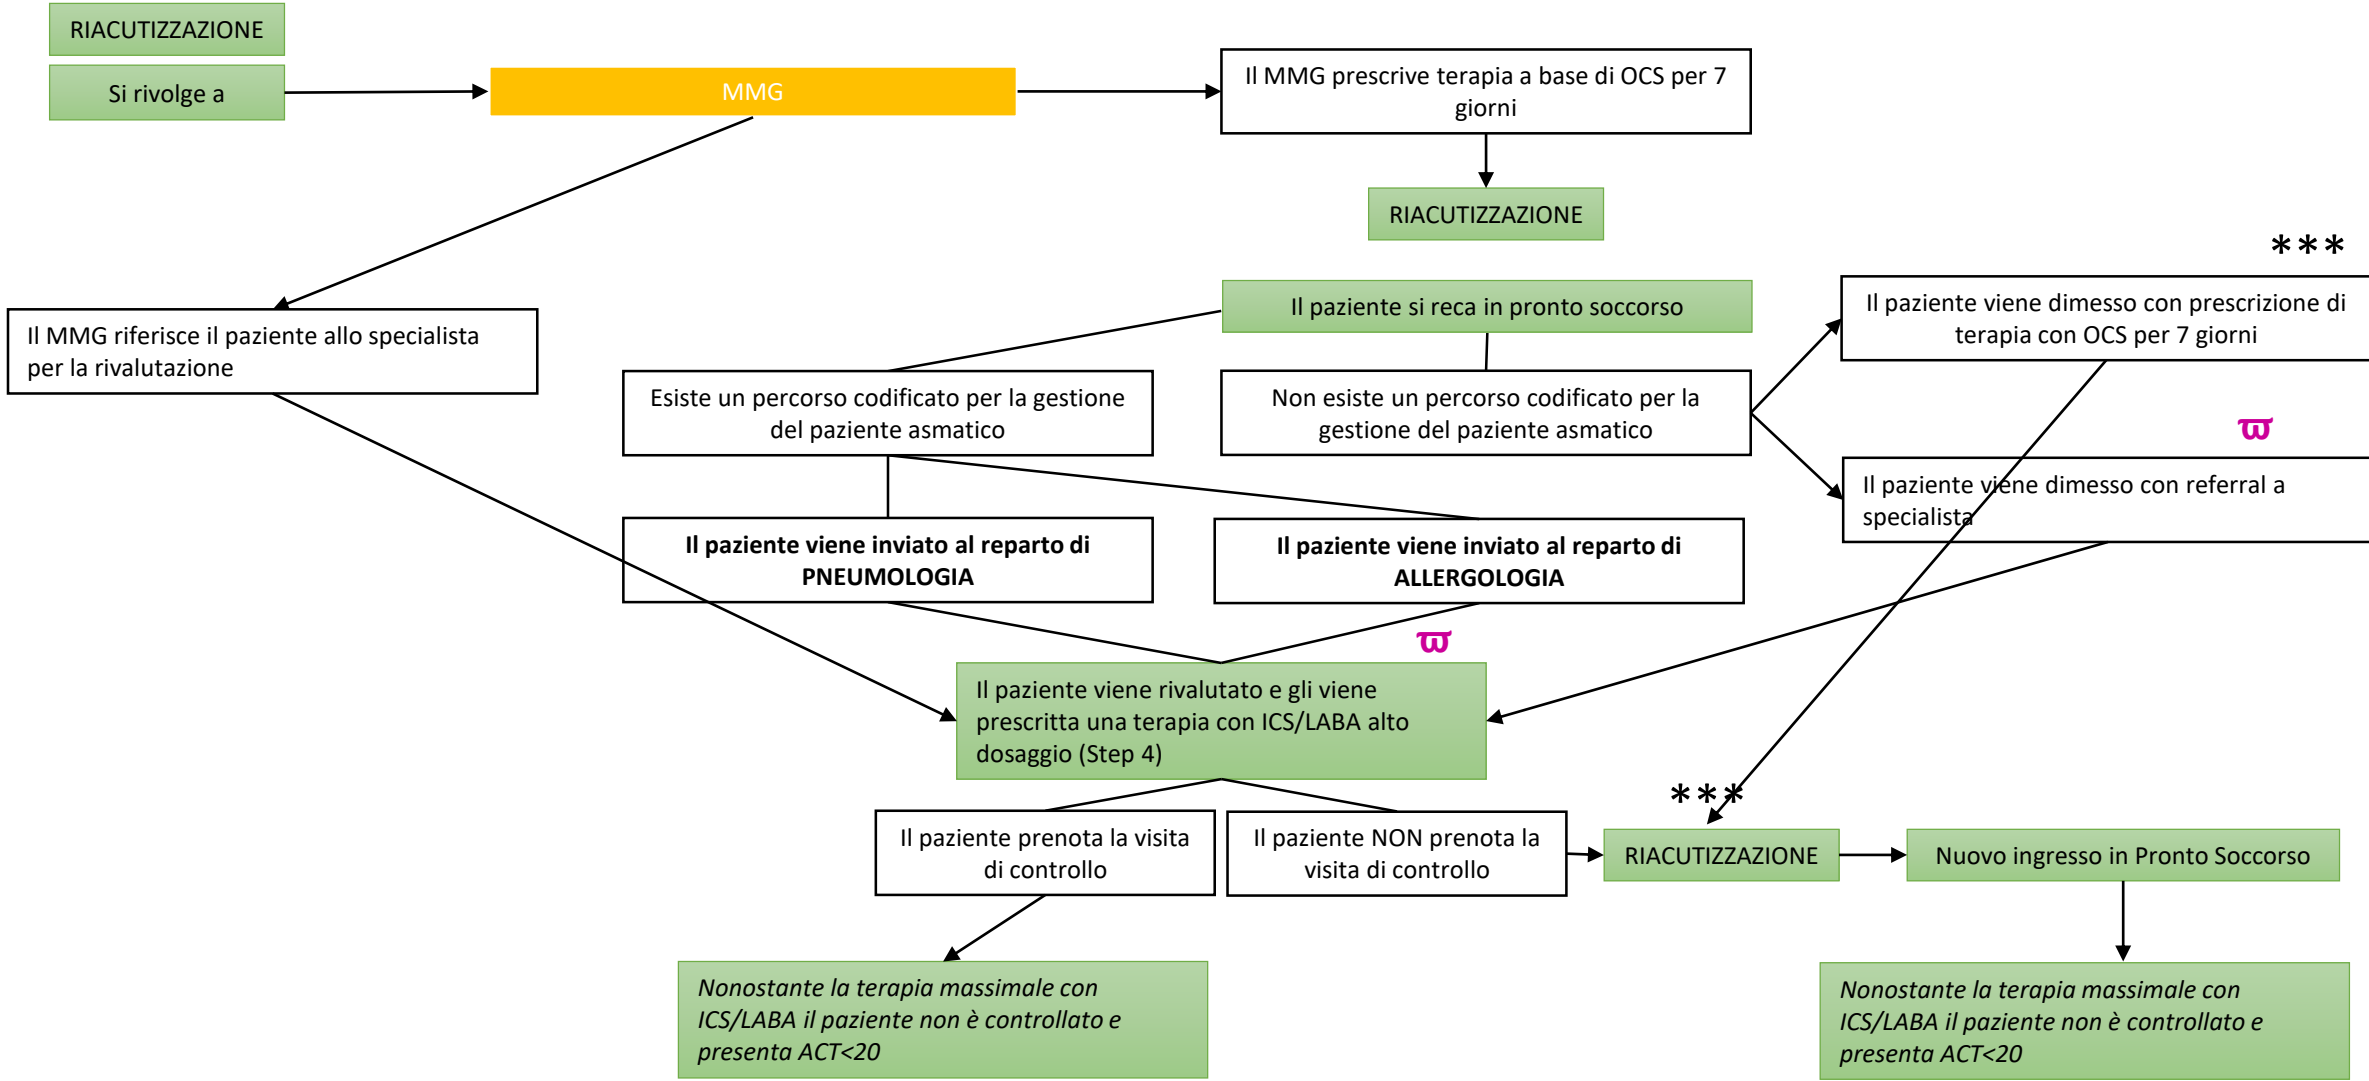 RIACUTIZZAZIONE
Si rivolge a
MMG
Il MMG prescrive terapia a base di OCS per 7
giorni
RIACUTIZZAZIONE
***
Il paziente si reca in pronto soccorso
Il paziente viene dimesso con prescrizione di
terapia con OCS per 7 giorni
Il MMG riferisce il paziente allo specialista
per la rivalutazione
Esiste un percorso codificato per la gestione
del paziente asmatico
Non esiste un percorso codificato per la
gestione del paziente asmatico
ϖ
Il paziente viene dimesso con referral a
specialista
Il paziente viene inviato al reparto di
PNEUMOLOGIA
Il paziente viene inviato al reparto di
ALLERGOLOGIA
ϖ
Il paziente viene rivalutato e gli viene
prescritta una terapia con ICS/LABA alto
dosaggio (Step 4)
***
Il paziente prenota la visita
di controllo
Il paziente NON prenota la
visita di controllo
RIACUTIZZAZIONE
Nuovo ingresso in Pronto Soccorso
Nonostante la terapia massimale con
ICS/LABA il paziente non è controllato e
presenta ACT<20
Nonostante la terapia massimale con
ICS/LABA il paziente non è controllato e
presenta ACT<20